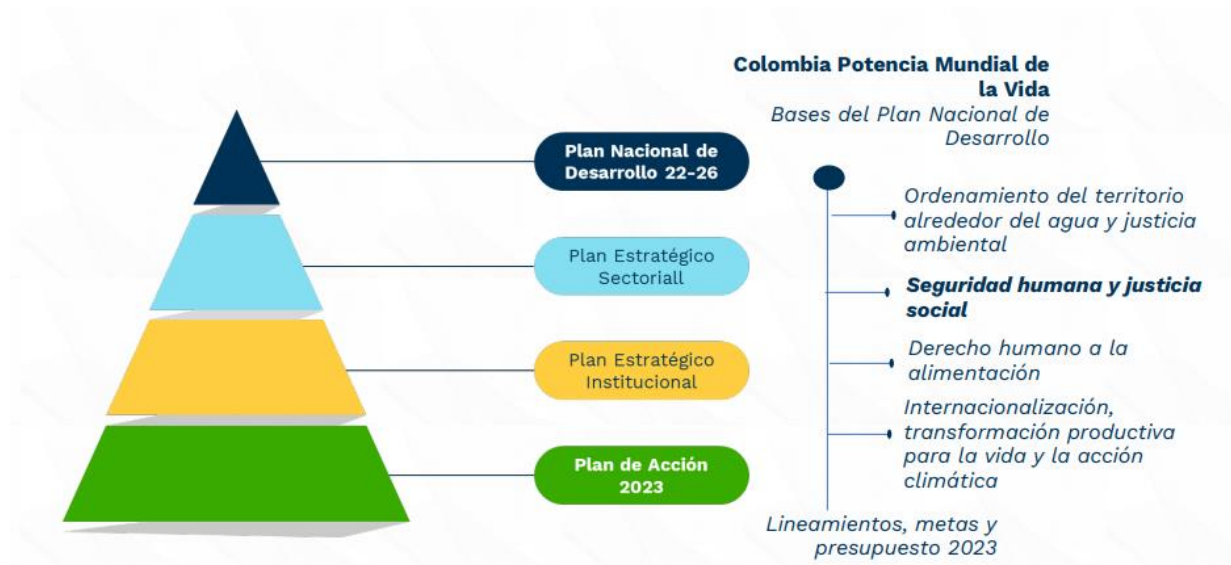 Plan Nacional de
Desarrollo 22-26
Plan Estratégico
Sectoriall
Plan Estratégico
Institucional
Plan de Acción
2023
Colombia Potencia Mundial de
la Vida
Bases del Plan Nacional de
Desarrollo
Ordenamiento del territorio
alrededor del agua y justicia
ambiental
Seguridad humana y justicia
social
Derecho humano a la
alimentación
Internacionalización,
transformación productiva
para la vida y la acción
climática
Lineamientos, metas y
presupuesto 2023